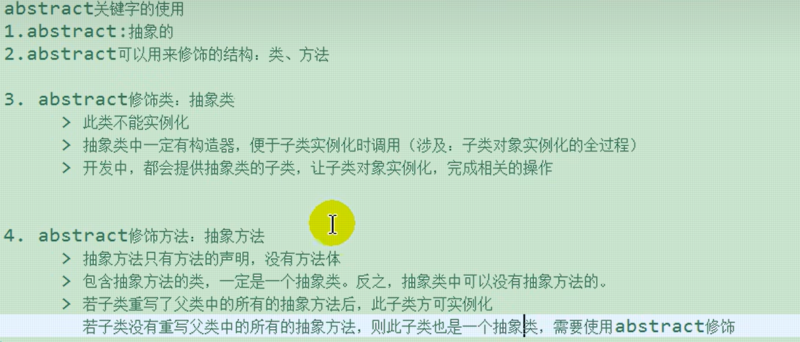 abstract关键字的使用
1.abstract:抽象的
2.abstract可以用来修饰的结构：类、方法
3. abstract修饰类：抽象类
> 此类不能实例化
> 抽象类中一定有构造器，便于子类实例化时调用（涉及：子类对象实例化的全过程）
> 开发中，都会提供抽象类的子类，让子类对象实例化，完成相关的操作
4. abstract修饰方法：抽象方法
> 抽象方法只有方法的声明，没有方法体
> 包含抽象方法的类，一定是一个抽象类。反之，抽象类中可以没有抽象方法的。
> 若子类重写了父类中的所有的抽象方法后，此子类方可实例化
若子类没有重写父类中的所有的抽象方法，则此子类也是一个抽象类，需要使用abstract修饰